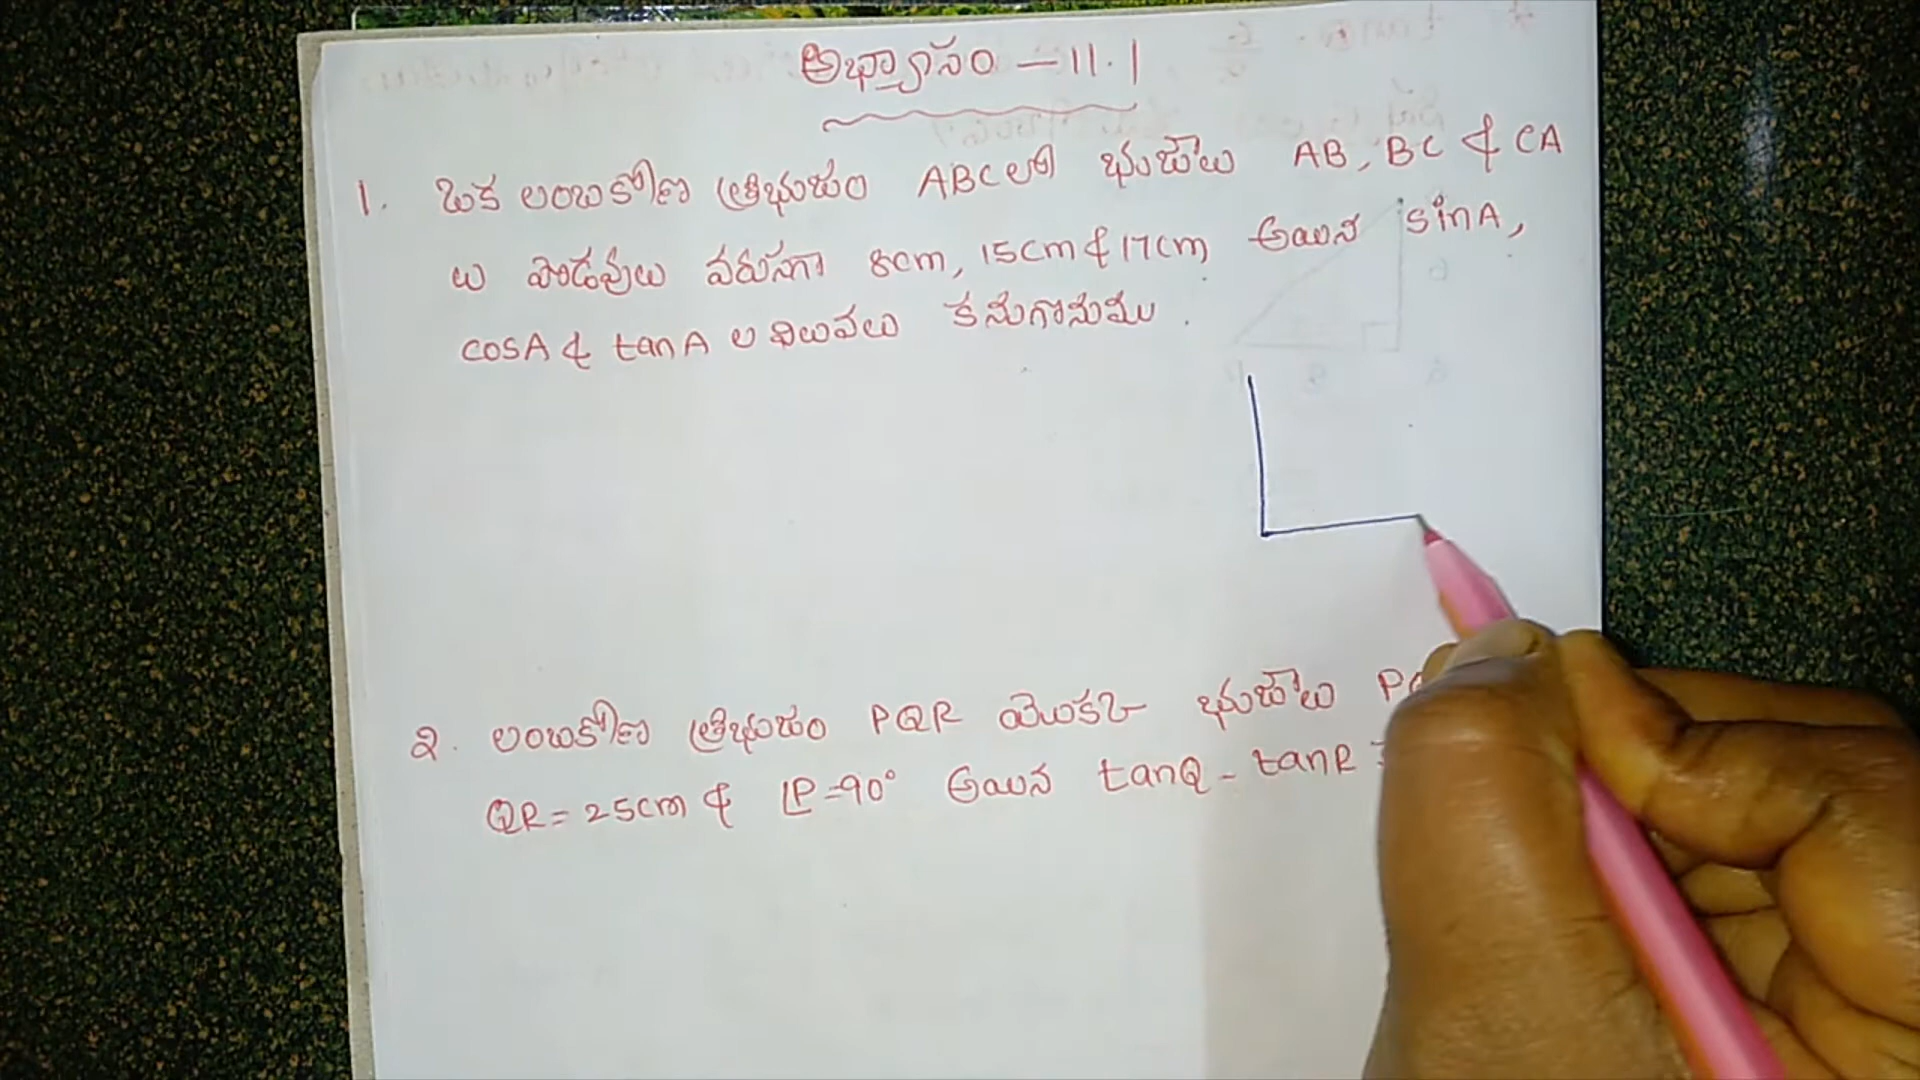 అభ్యాసం - 11.1
1. ఒక లంబకోణ త్రిభుజం ABC లో భుజాలు AB, BC & CA
ల పొడవులు వరుసగా 8cm, 15cm & 17cm అయిన sinA,
cosA & tanA ల విలువలు కనుగొనుము.
2. లంబకోణ త్రిభుజం PQR యొక్క భుజాలు
QR = 25cm & ∠P=90° అయిన tanQ - tanR